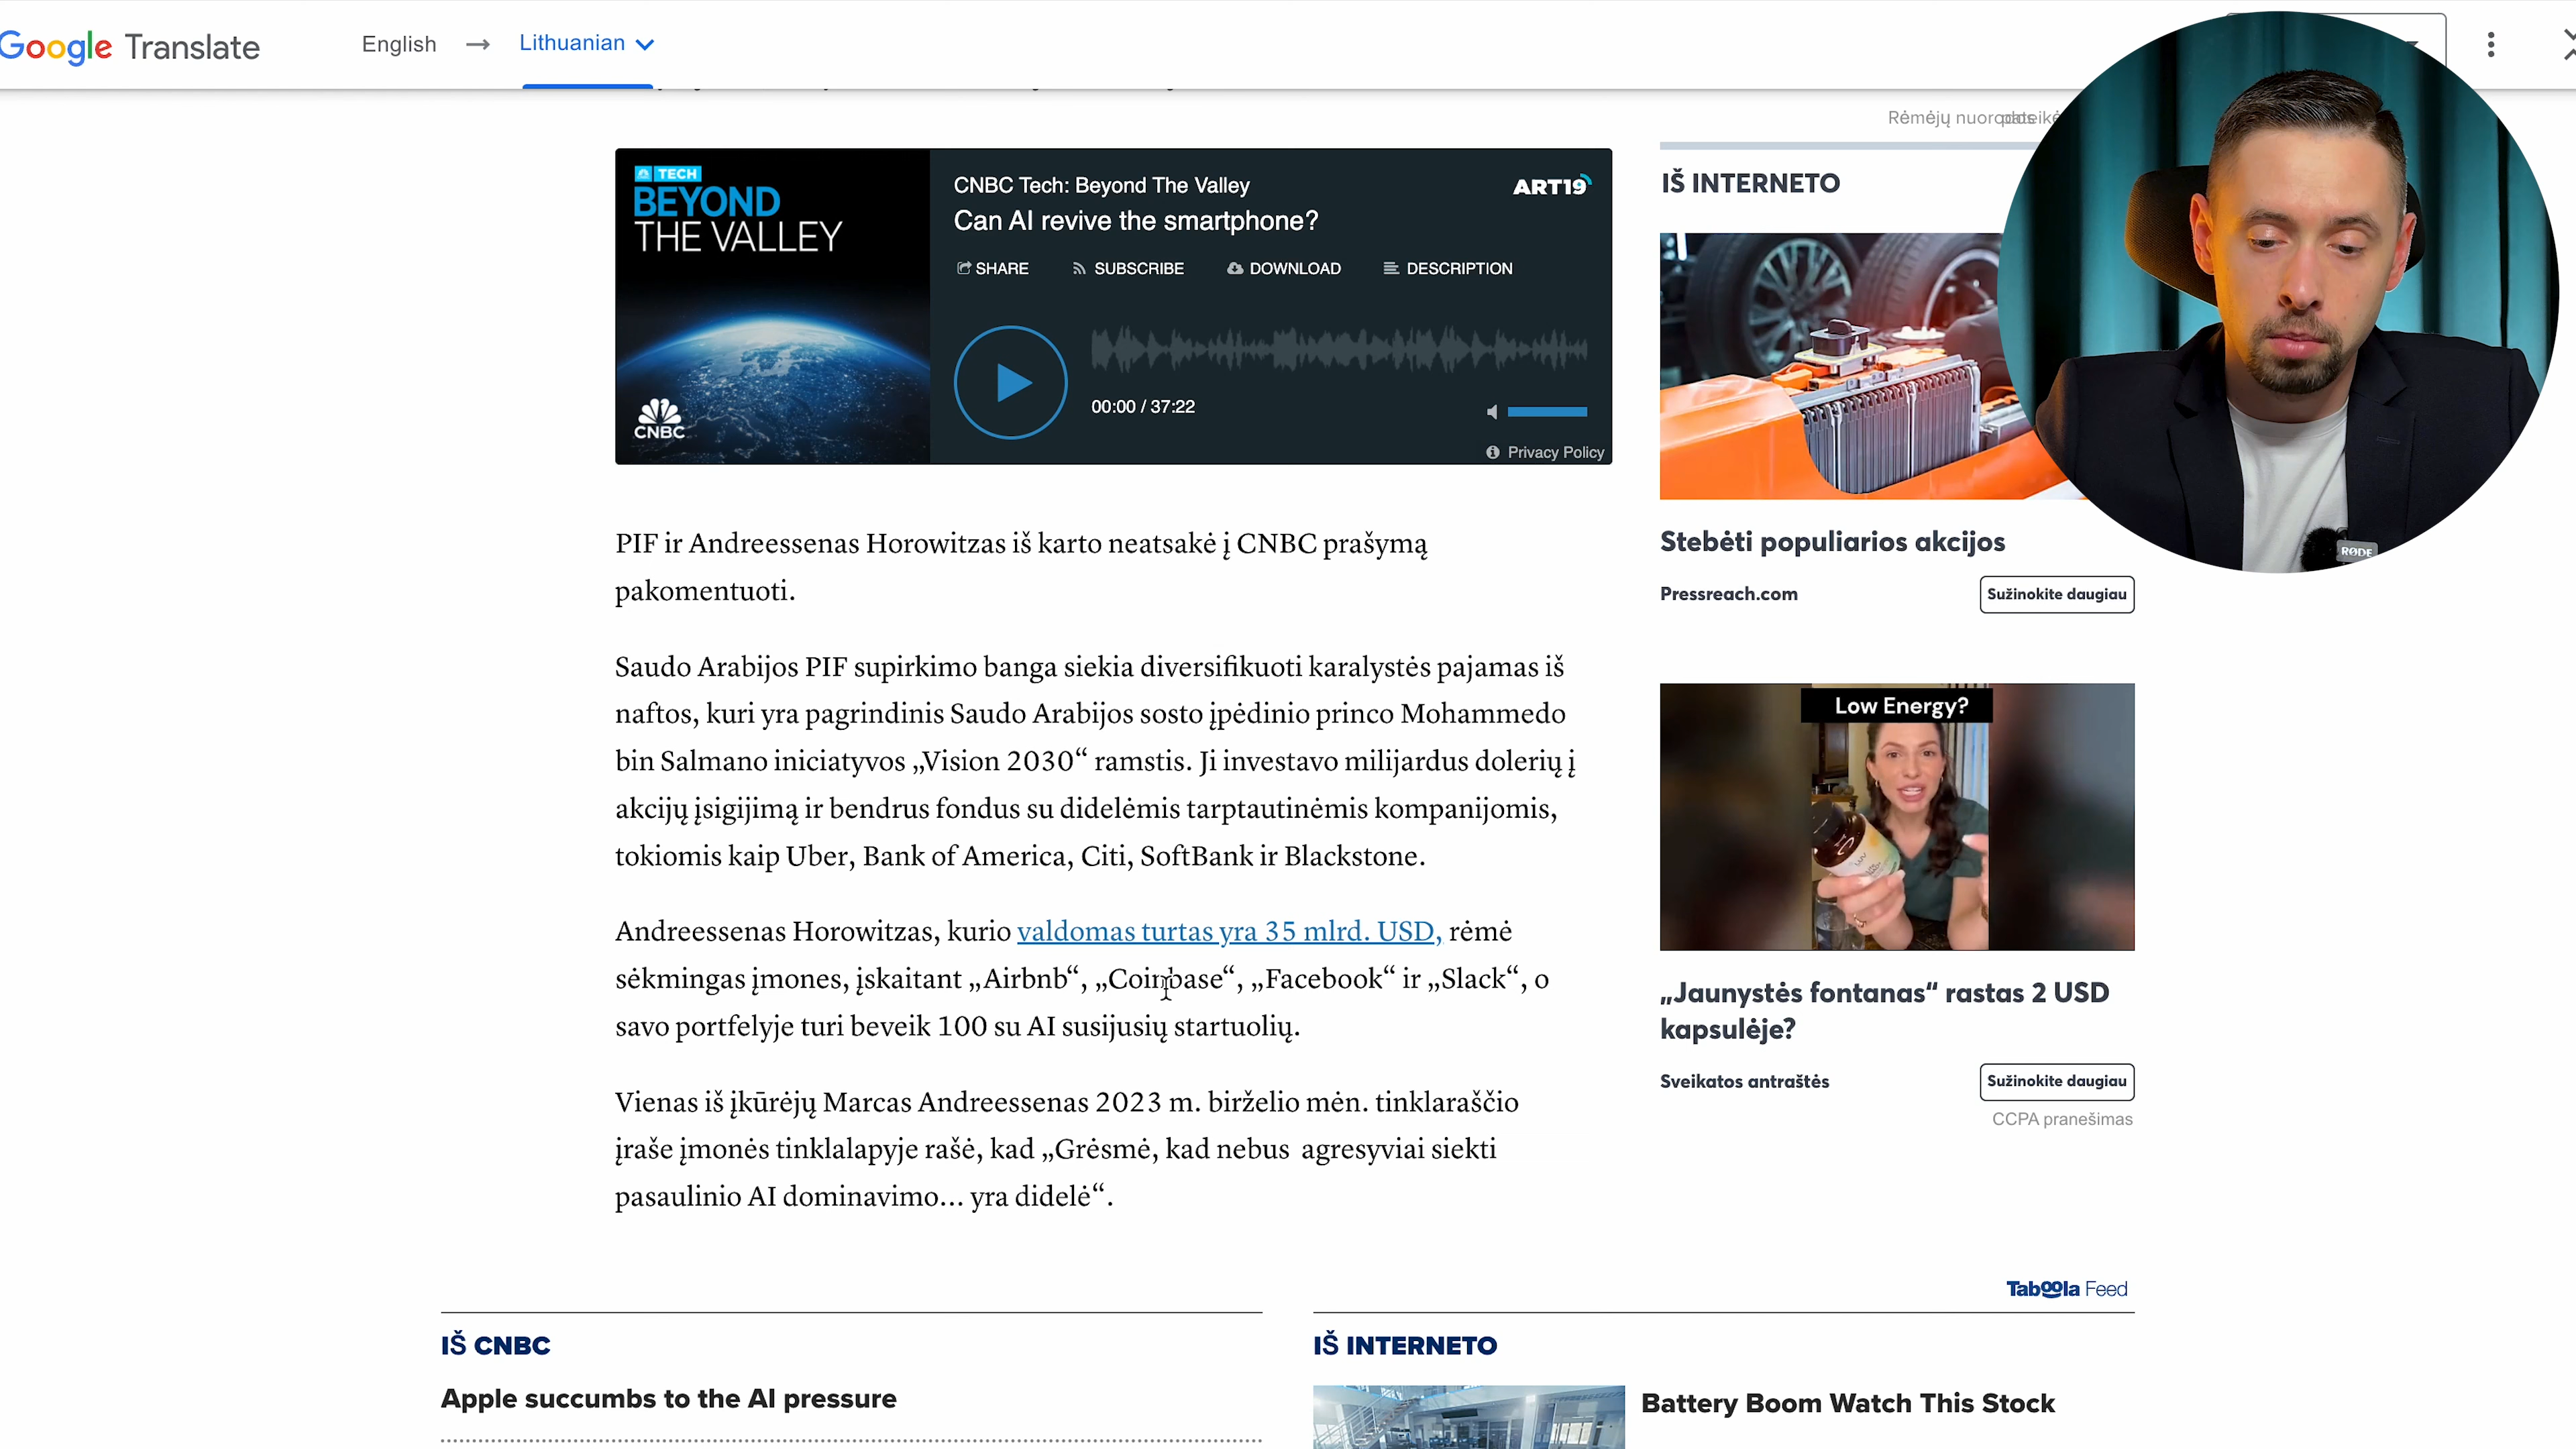 Google Translate
English → Lithuanian
Rėmėjų nuorodos
TECH
BEYOND
THE VALLEY
CNBC
CNBC Tech: Beyond The Valley
ART19
Can AI revive the smartphone?
SHARE SUBSCRIBE DOWNLOAD DESCRIPTION
00:00 / 37:22
Privacy Policy
PIF ir Andreessenas Horowitzas iš karto neatsakė į CNBC prašymą
pakomentuoti.
Saudo Arabijos PIF supirkimo banga siekia diversifikuoti karalystės pajamas iš
naftos, kuri yra pagrindinis Saudo Arabijos sosto įpėdinio princo Mohammedo
bin Salmano iniciatyvos „Vision 2030“ ramstis. Ji investavo milijardus dolerių į
akcijų įsigijimą ir bendrus fondus su didelėmis tarptautinėmis kompanijomis,
tokiomis kaip Uber, Bank of America, Citi, SoftBank ir Blackstone.
Andreessenas Horowitzas, kurio valdomas turtas yra 35 mlrd. USD, rėmė
sėkmingas įmones, įskaitant „Airbnb“, „Coinbase“, „Facebook“ ir „Slack“, o
savo portfelyje turi beveik 100 su AI susijusių startuolių.
Vienas iš įkūrėjų Marcas Andreessenas 2023 m. birželio mėn. tinklaraščio
įraše įmonės tinklalapyje rašė, kad „Grėsmė, kad nebus agresyviai siekti
pasaulinio AI dominavimo... yra didelė“.
IŠ INTERNETO
RØDE
Stebėti populiarios akcijos
Pressreach.com
Sužinokite daugiau
Low Energy?
„Jaunystės fontanas“ rastas 2 USD
kapsulėje?
Sveikatos antraštės
Sužinokite daugiau
CCPA pranešimas
Taboola Feed
IŠ CNBC
Apple succumbs to the AI pressure
IŠ INTERNETO
Battery Boom Watch This Stock